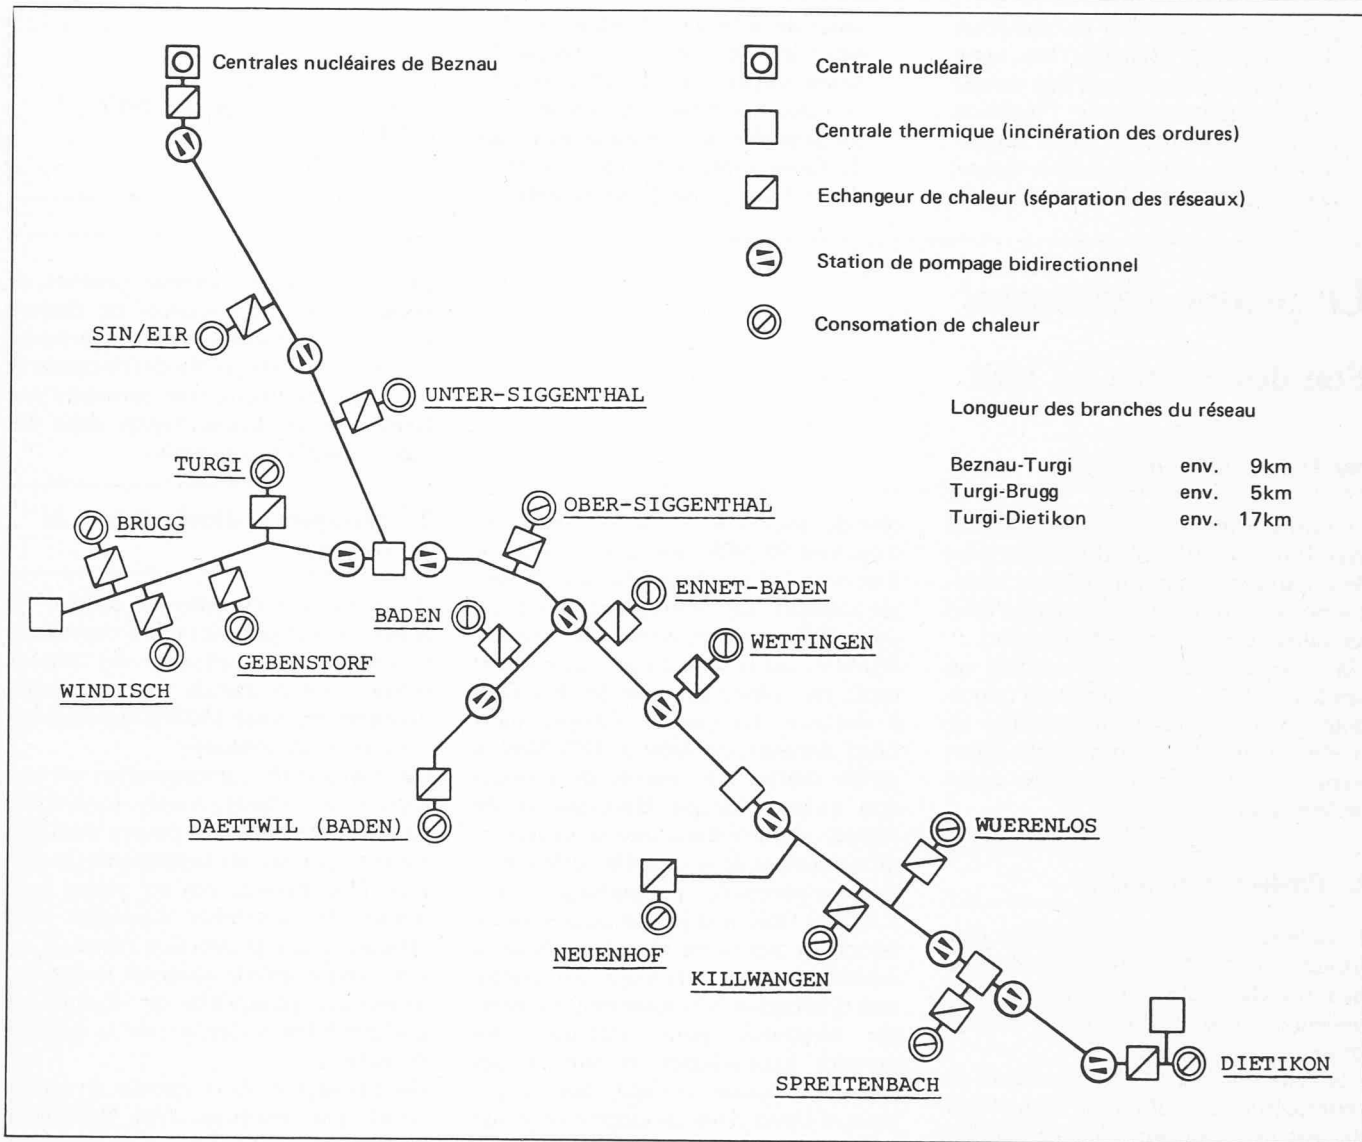 Centrales nucléaires de Beznau
Centrale nucléaire
Centrale thermique (incinération des ordures)
Echangeur de chaleur (séparation des réseaux)
Station de pompage bidirectionnel
Consomation de chaleur
SIN/EIR
UNTER-SIGGENTHAL
Longueur des branches du réseau
Beznau-Turgi env. 9km
Turgi-Brugg env. 5km
Turgi-Dietikon env. 17km
TURGI
BRUGG
OBER-SIGGENTHAL
ENNET-BADEN
BADEN
WETTINGEN
GEBENSTORF
WINDISCH
DAETTWIL (BADEN)
WUERENLOS
NEUENHOF
KILLWANGEN
SPREITENBACH
DIETIKON